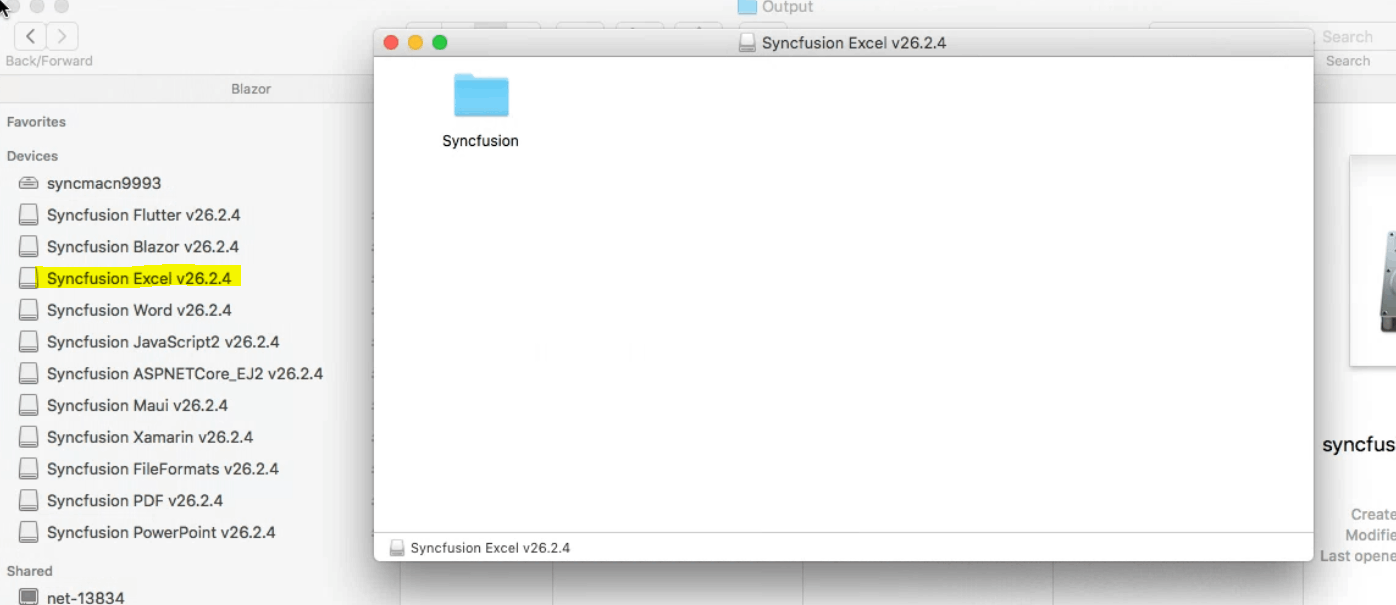 Output
Back/Forward
Search
Search
Blazor
Syncfusion Excel v26.2.4
Syncfusion
Favorites
Devices
syncmacn9993
Syncfusion Flutter v26.2.4
Syncfusion Blazor v26.2.4
Syncfusion Excel v26.2.4
Syncfusion Word v26.2.4
Syncfusion JavaScript2 v26.2.4
Syncfusion ASPNETCore_EJ2 v26.2.4
Syncfusion Maui v26.2.4
Syncfusion Xamarin v26.2.4
Syncfusion FileFormats v26.2.4
Syncfusion PDF v26.2.4
Syncfusion PowerPoint v26.2.4
Shared
net-13834
Syncfusion Excel v26.2.4
syncfus
Create
Modifie
Last opene